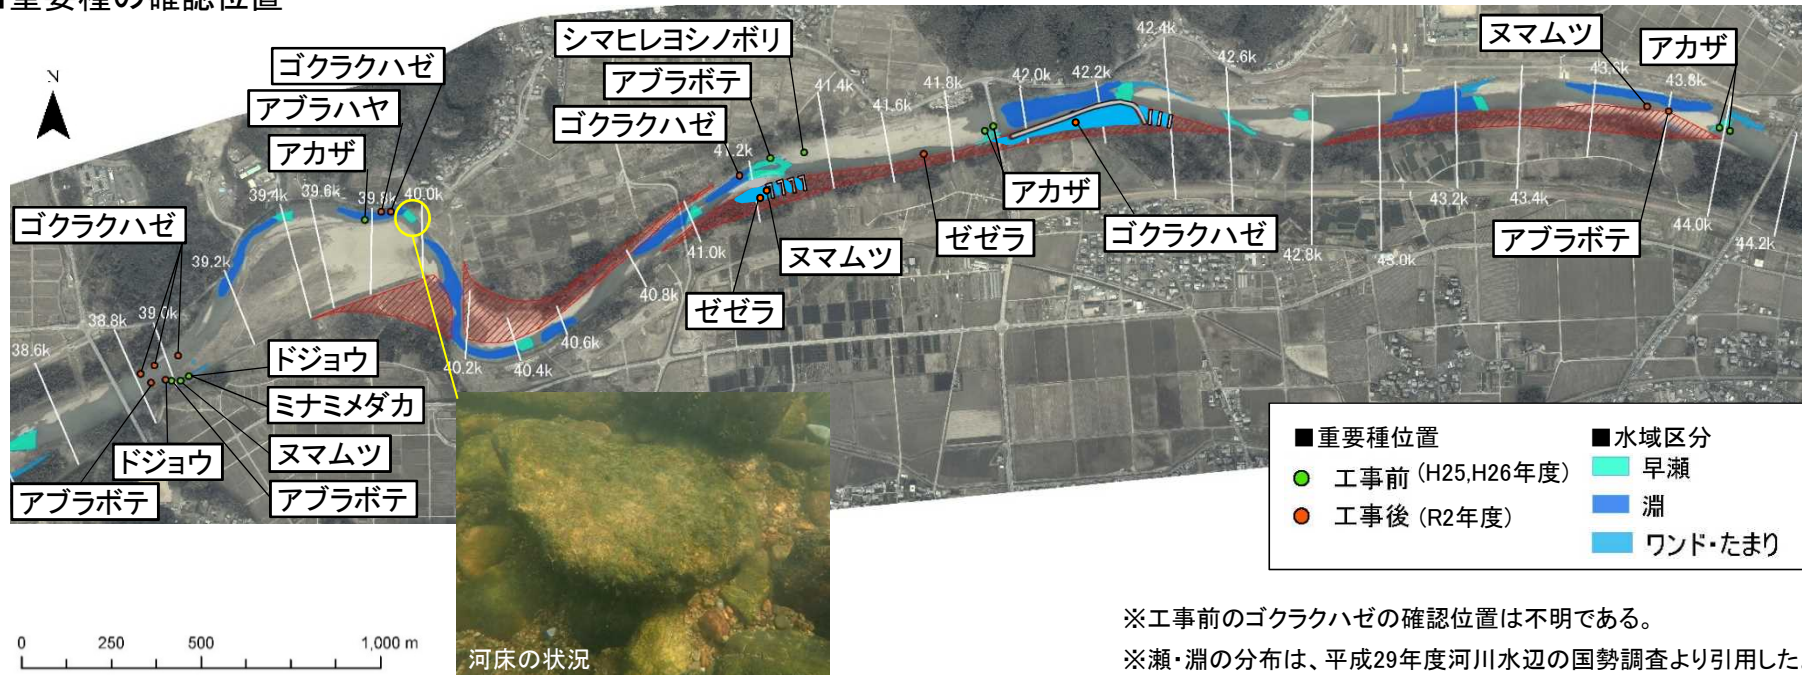 重要種の確認位置
N
シマヒレヨシノボリ
アブラボテ
ゴクラクハゼ
ゴクラクハゼ
アブラハヤ
アカザ
ヌマムツ
アカザ
ゴクラクハゼ
アカザ
ゴクラクハゼ
ゼゼラ
ヌマムツ
ゼゼラ
アブラボテ
ドジョウ
ミナミメダカ
ヌマムツ
アブラボテ
ドジョウ
アブラボテ
38.6k
38.8k
39.0k
39.2k
39.4k
39.6k
39.8k
40.0k
40.2k
40.4k
40.6k
40.8k
41.0k
41.2k
41.4k
41.6k
41.8k
42.0k
42.2k
42.4k
42.6k
42.8k
43.0k
43.2k
43.4k
43.6k
43.8k
44.0k
44.2k
■重要種位置
工事前(H25,H26年度)
工事後(R2年度)
■水域区分
早瀬
淵
ワンド・たまり
河床の状況
0 250 500 1,000 m
※工事前のゴクラクハゼの確認位置は不明である。
※瀬・淵の分布は、平成29年度河川水辺の国勢調査より引用した